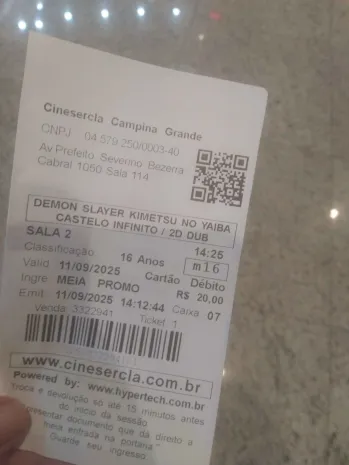 Cinesercla Campina Grande
CNPJ 04.579.250/0003-40
Av Prefeito Severino Bezerra
Cabral 1050 Sala 114
DEMON SLAYER KIMETSU NO YAIBA
CASTELO INFINITO / 2D DUB
SALA 2 14:25
Classificação 16 Anos m16
Valid 11/09/2025 Cartão Débito
Ingre MEIA PROMO R$ 20,00
Emit: 11/09/2025 14:12:44 Caixa 07
Venda: 3322941 Ticket 1
www.cinesercla.com.br
Powered by: www.hypertech.com.br
Troca e devolução só até 15 minutos antes
do início da sessão
presentar documento que dá direito a
meia entrada na portaria
Guarde seu ingresso